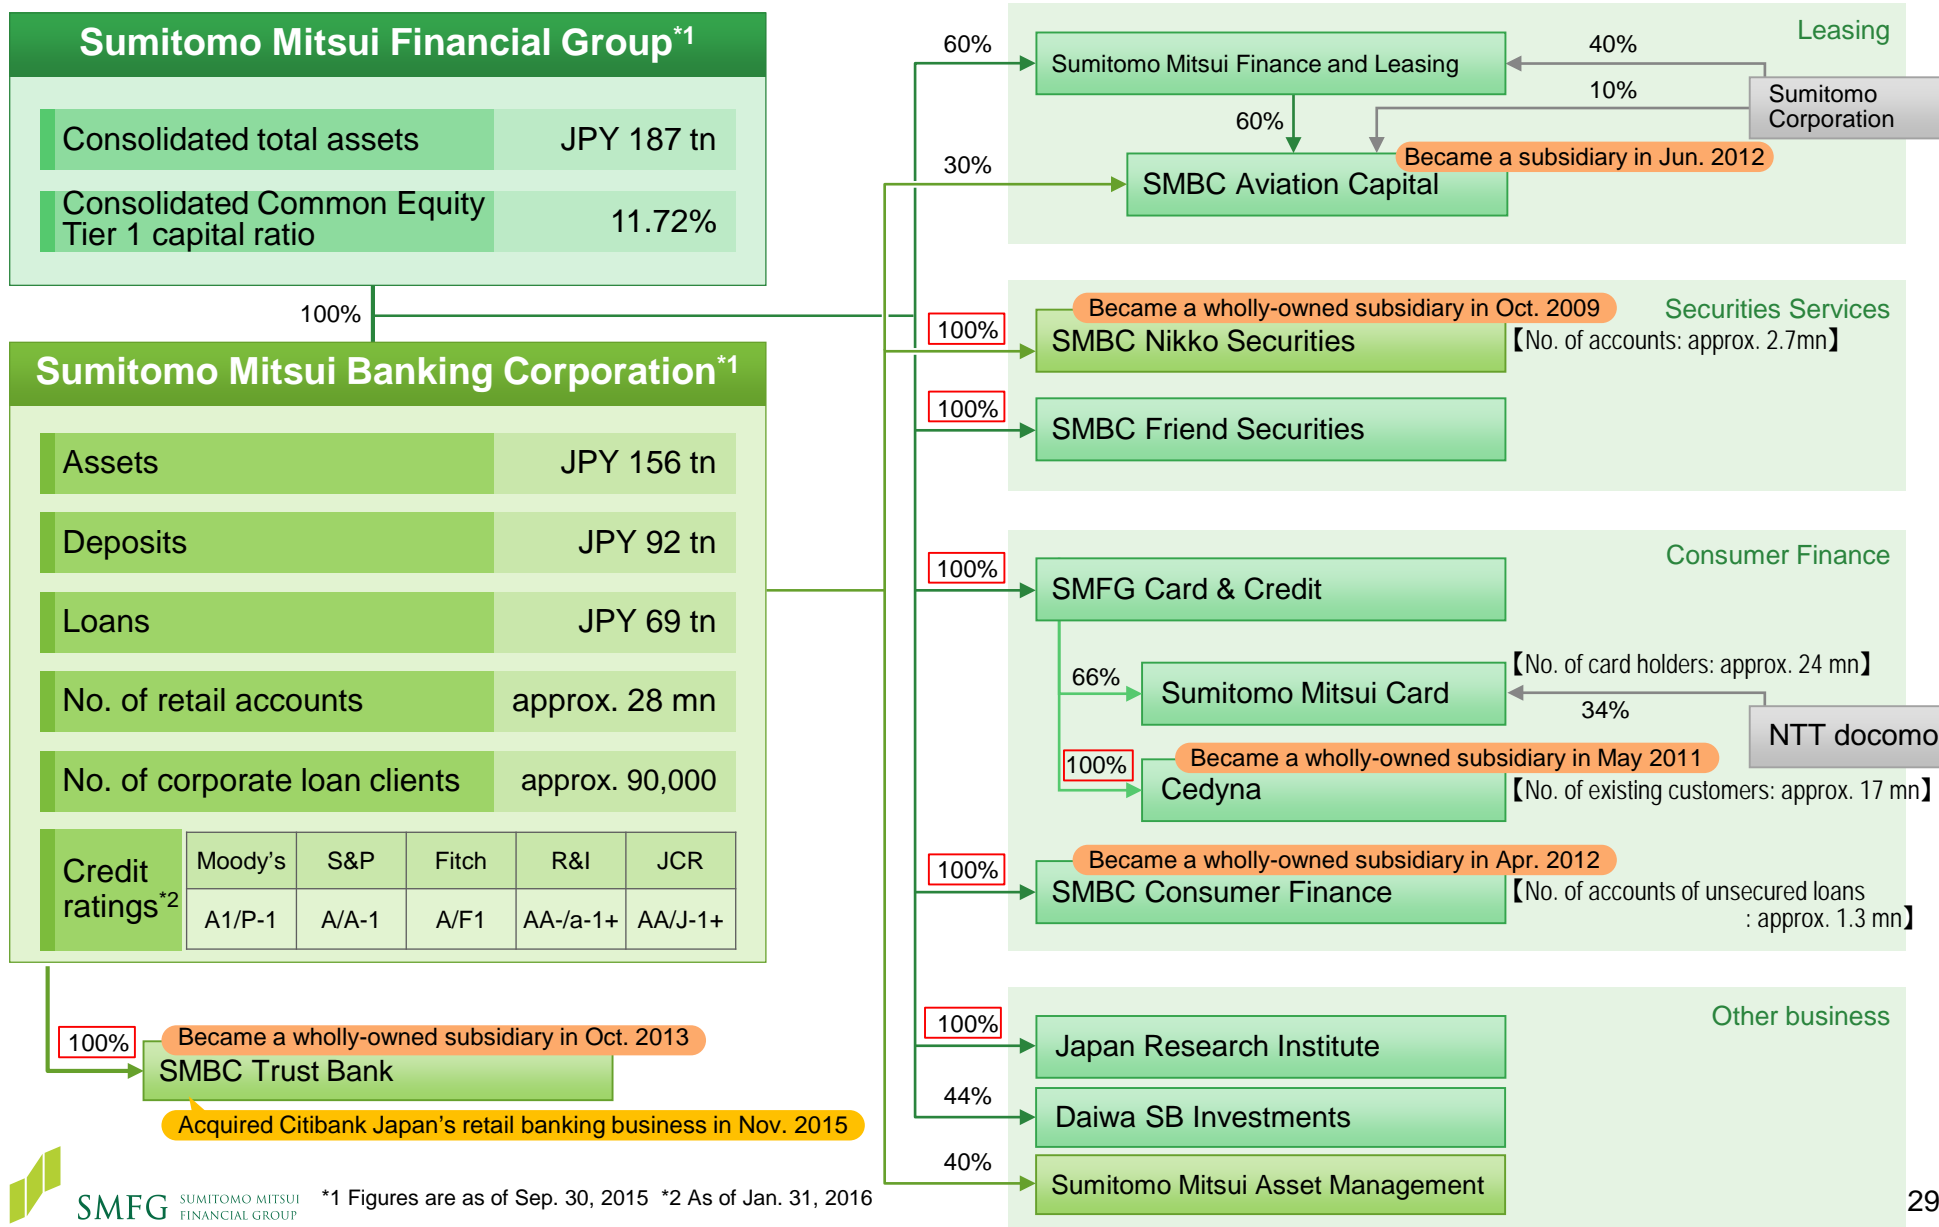 Sumitomo Mitsui Financial Group*1
Consolidated total assets JPY 187 tn
Consolidated Common Equity
Tier 1 capital ratio 11.72%
100%
Sumitomo Mitsui Banking Corporation*1
Assets JPY 156 tn
Deposits JPY 92 tn
Loans JPY 69 tn
No. of retail accounts approx. 28 mn
No. of corporate loan clients approx. 90,000
Credit
ratings*2
Moody's S&P Fitch R&I JCR
A1/P-1 A/A-1 A/F1 AA-/a-1+ AA/J-1+
100%
Became a wholly-owned subsidiary in Oct. 2013
SMBC Trust Bank
Acquired Citibank Japan's retail banking business in Nov. 2015
Leasing
60%
Sumitomo Mitsui Finance and Leasing
40%
10%
Sumitomo
Corporation
60%
30%
Became a subsidiary in Jun. 2012
SMBC Aviation Capital
Securities Services
Became a wholly-owned subsidiary in Oct. 2009
100%
SMBC Nikko Securities
【No. of accounts: approx. 2.7mn】
100%
SMBC Friend Securities
Consumer Finance
100%
SMFG Card & Credit
66%
Sumitomo Mitsui Card
【No. of card holders: approx. 24 mn】
34%
NTT docomo
100%
Became a wholly-owned subsidiary in May 2011
Cedyna
【No. of existing customers: approx. 17 mn】
100%
Became a wholly-owned subsidiary in Apr. 2012
SMBC Consumer Finance
【No. of accounts of unsecured loans
: approx. 1.3 mn】
Other business
100%
Japan Research Institute
44%
Daiwa SB Investments
40%
Sumitomo Mitsui Asset Management
SMFG SUMITOMO MITSUI
FINANCIAL GROUP
*1 Figures are as of Sep. 30, 2015 *2 As of Jan. 31, 2016
29